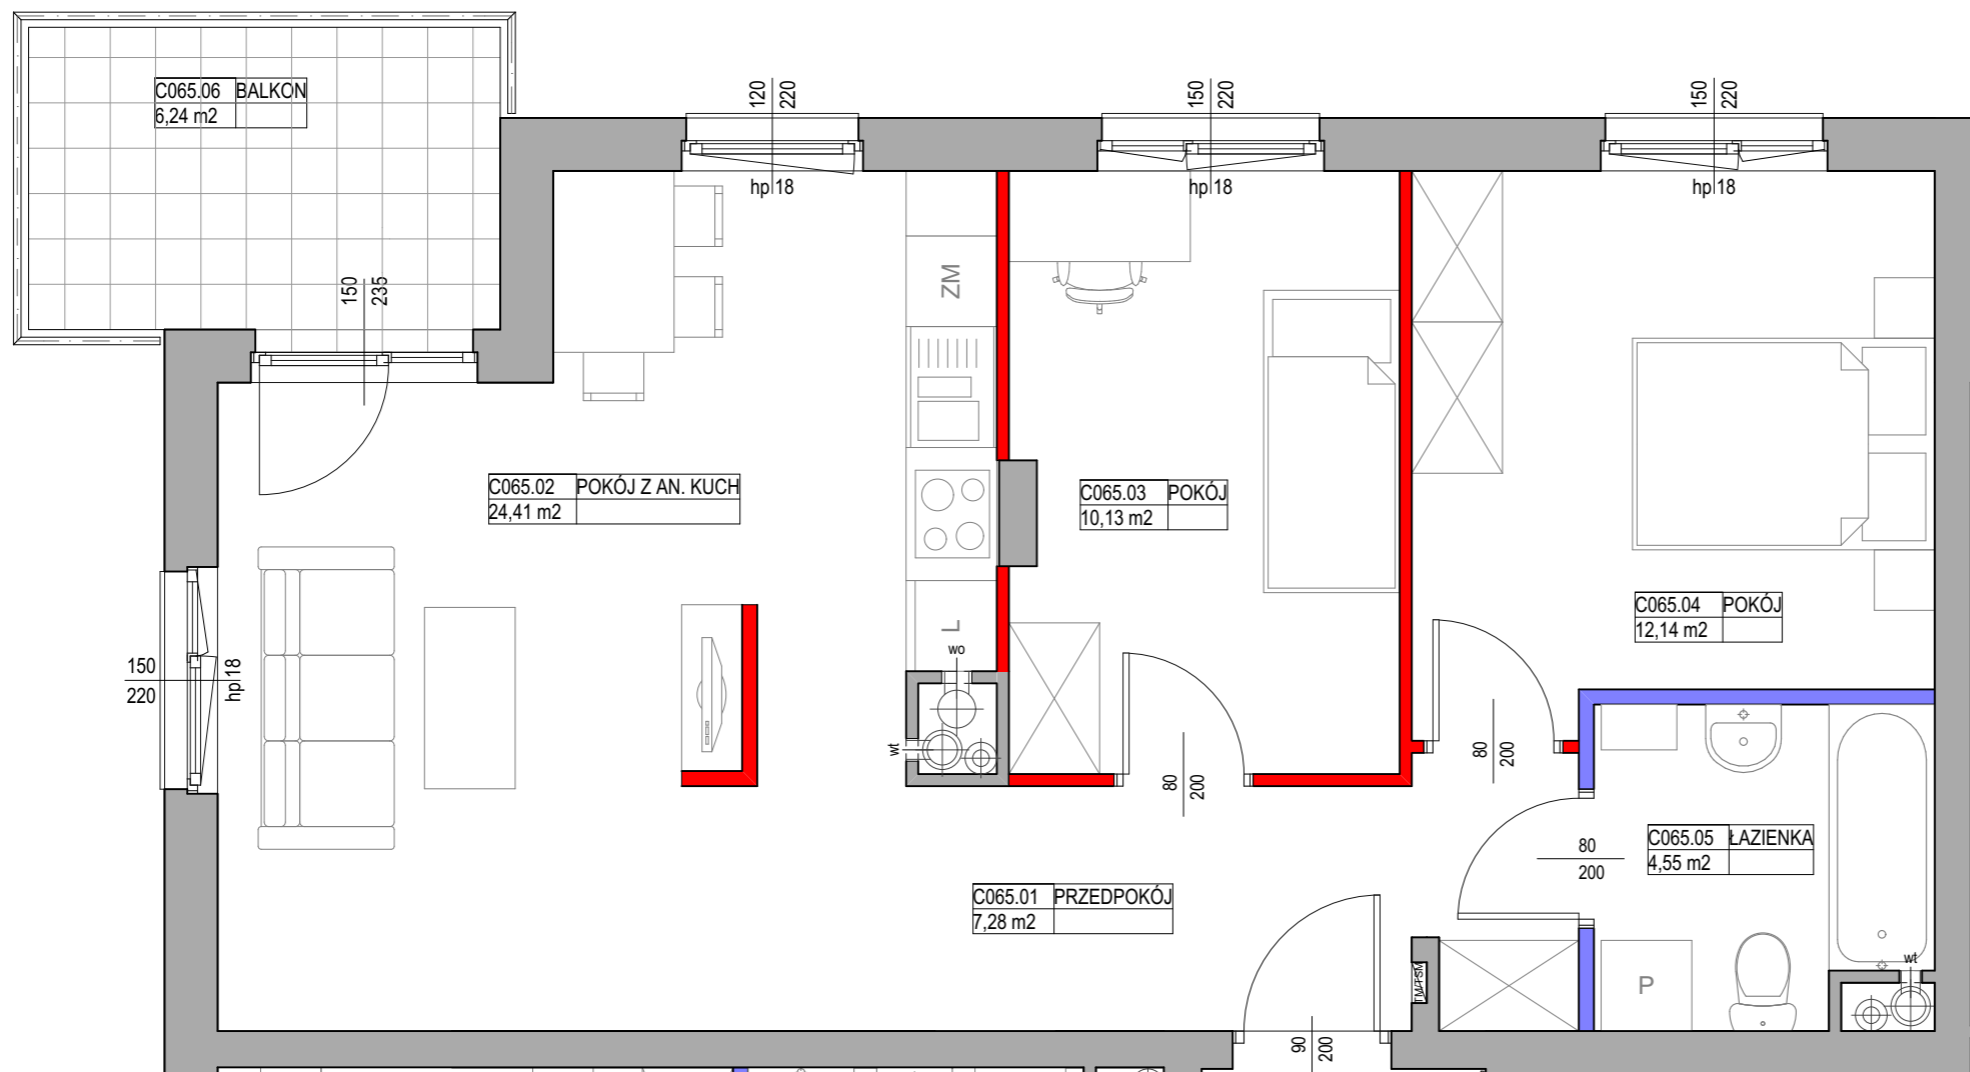 C065.06 BALKON
6,24 m2
120
220
150
220
150
220
hp 18
hp 18
hp 18
150
235
ZM
C065.02 POKÓJ Z AN. KUCH
24,41 m2
C065.03 POKÓJ
10,13 m2
C065.04 POKÓJ
12,14 m2
L
wo
150
220
hp 18
wt
80
200
80
200
80
200
C065.05 ŁAZIENKA
4,55 m2
C065.01 PRZEDPOKÓJ
7,28 m2
P
wt
90
200